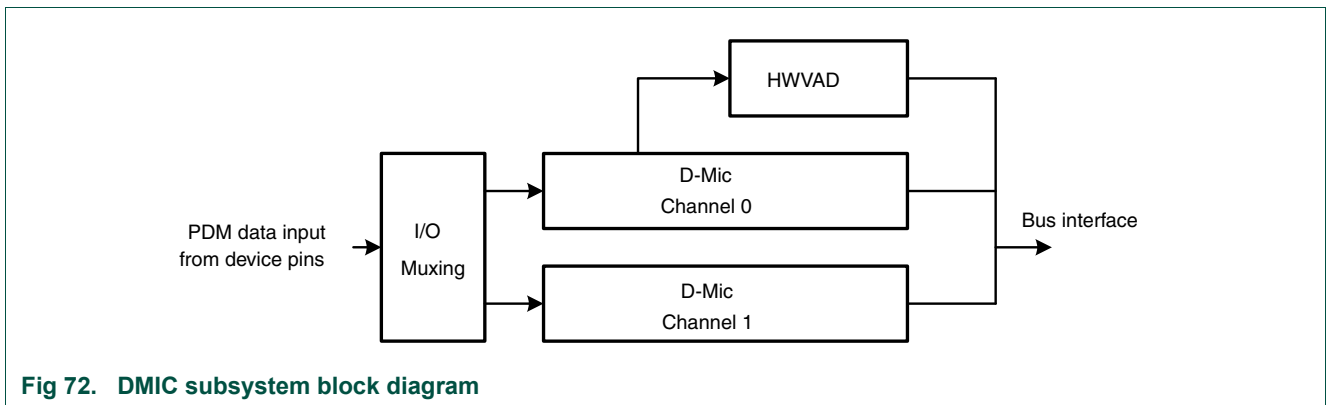 HWVAD
D-Mic
Channel 0
PDM data input
from device pins
I/O
Muxing
Bus interface
D-Mic
Channel 1
Fig 72. DMIC subsystem block diagram